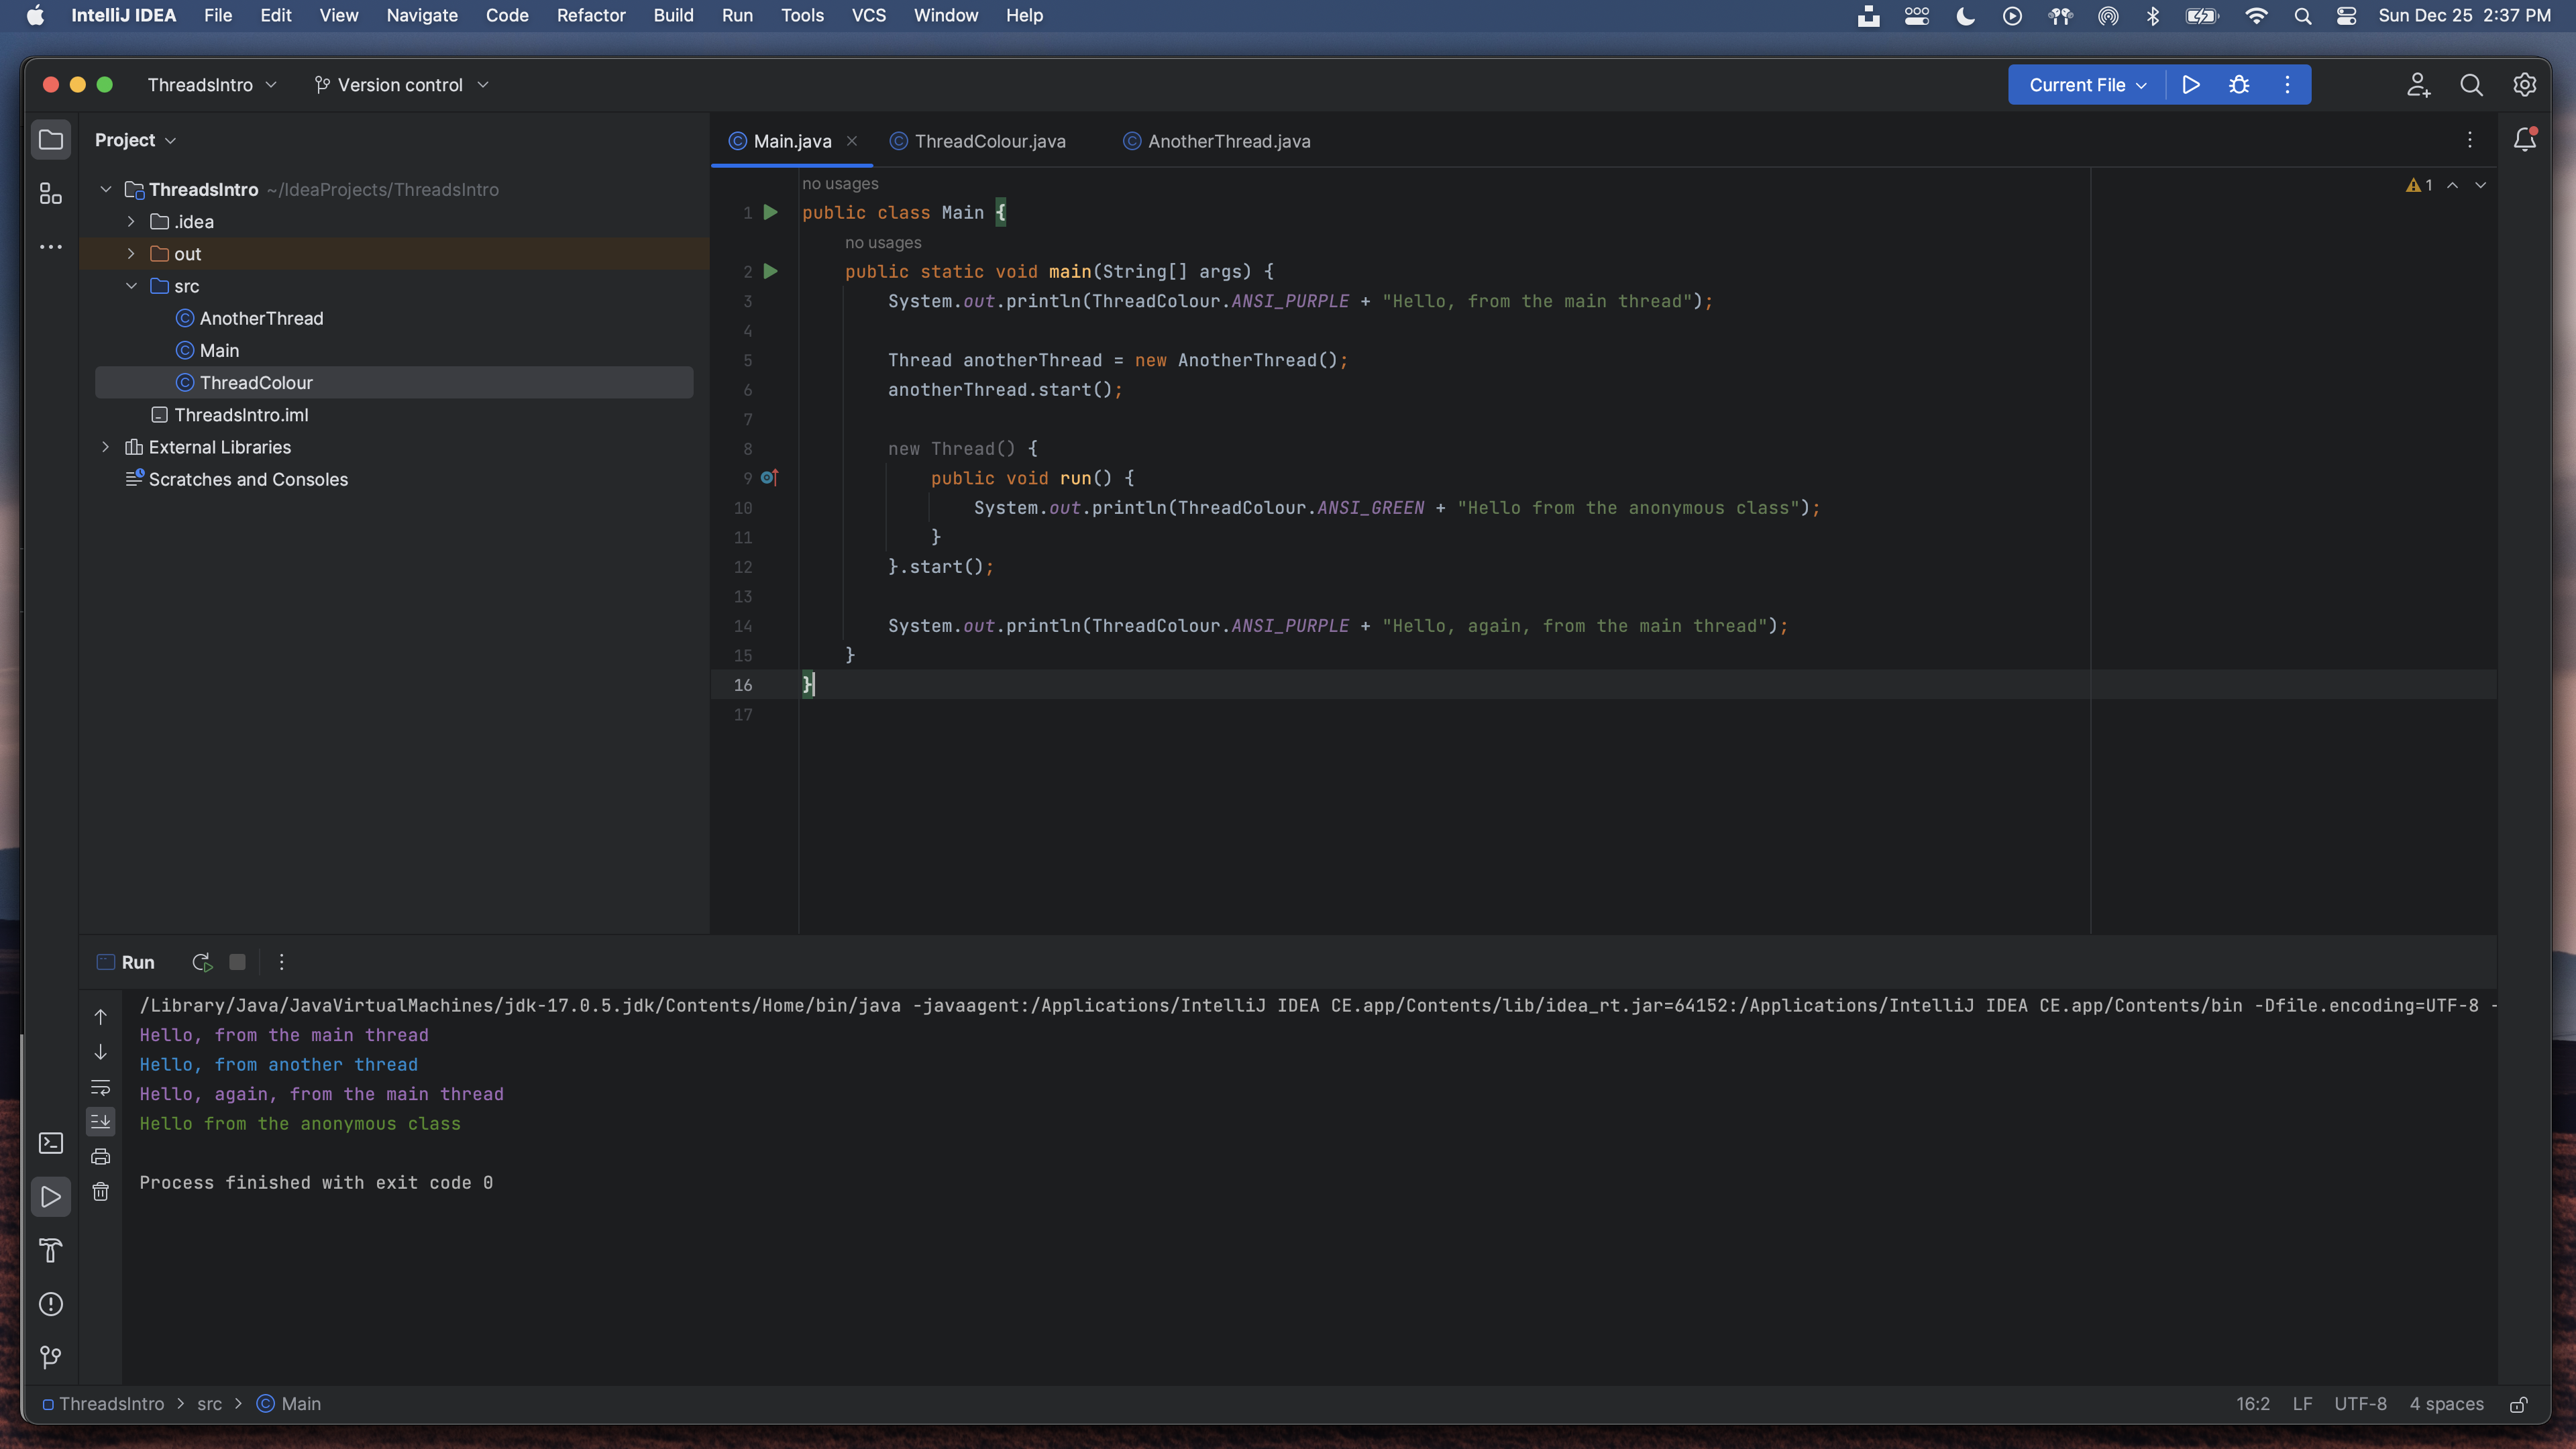 IntelliJ IDEA File Edit View Navigate Code Refactor Build Run Tools VCS Window Help Sun Dec 25 2:37 PM
ThreadsIntro Version control Current File
Project
ThreadsIntro ~/IdeaProjects/ThreadsIntro
.idea
out
src
AnotherThread
Main
ThreadColour
ThreadsIntro.iml
External Libraries
Scratches and Consoles
Main.java ThreadColour.java AnotherThread.java
1
no usages
1 public class Main {
no usages
2 public static void main(String[] args) {
3 System.out.println(ThreadColour.ANSI_PURPLE + "Hello, from the main thread");
4
5 Thread anotherThread = new AnotherThread();
6 anotherThread.start();
7
8 new Thread() {
9 public void run() {
10 System.out.println(ThreadColour.ANSI_GREEN + "Hello from the anonymous class");
11 }
12 }.start();
13
14 System.out.println(ThreadColour.ANSI_PURPLE + "Hello, again, from the main thread");
15 }
16 }
17
Run
/Library/Java/JavaVirtualMachines/jdk-17.0.5.jdk/Contents/Home/bin/java -javaagent:/Applications/IntelliJ IDEA CE.app/Contents/lib/idea_rt.jar=64152:/Applications/IntelliJ IDEA CE.app/Contents/bin -Dfile.encoding=UTF-8 -
Hello, from the main thread
Hello, from another thread
Hello, again, from the main thread
Hello from the anonymous class
Process finished with exit code 0
ThreadsIntro > src > Main 16:2 LF UTF-8 4 spaces